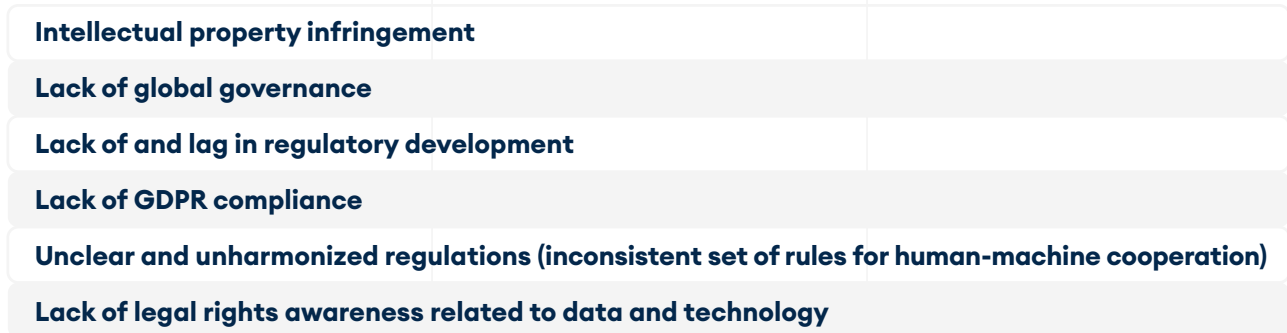 Intellectual property infringement
Lack of global governance
Lack of and lag in regulatory development
Lack of GDPR compliance
Unclear and unharmonized regulations (inconsistent set of rules for human-machine cooperation)
Lack of legal rights awareness related to data and technology